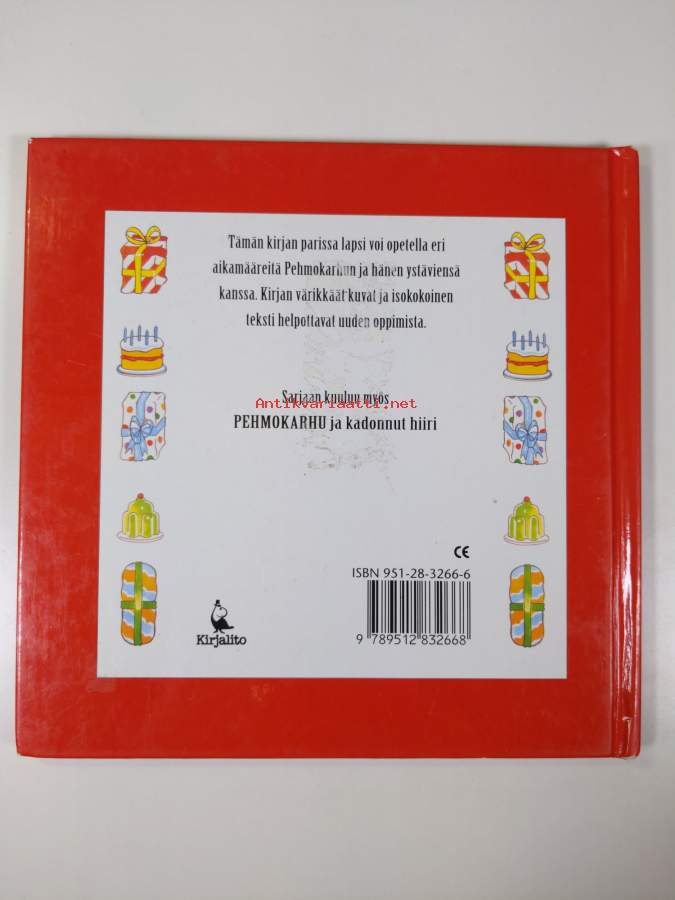 Tämän kirjan parissa lapsi voi opetella eri
aikamääreitä Pehmokarhun ja hänen ystäviensä
kanssa. Kirjan värikkäät kuvat ja isokokoinen
teksti helpottavat uuden oppimista.
Sarjaan kuuluu myös
Antikvariaatti.net
PEHMOKARHU ja kadonnut hiiri
CE
ISBN 951-28-3266-6
Kirjalito
9 789512 832668